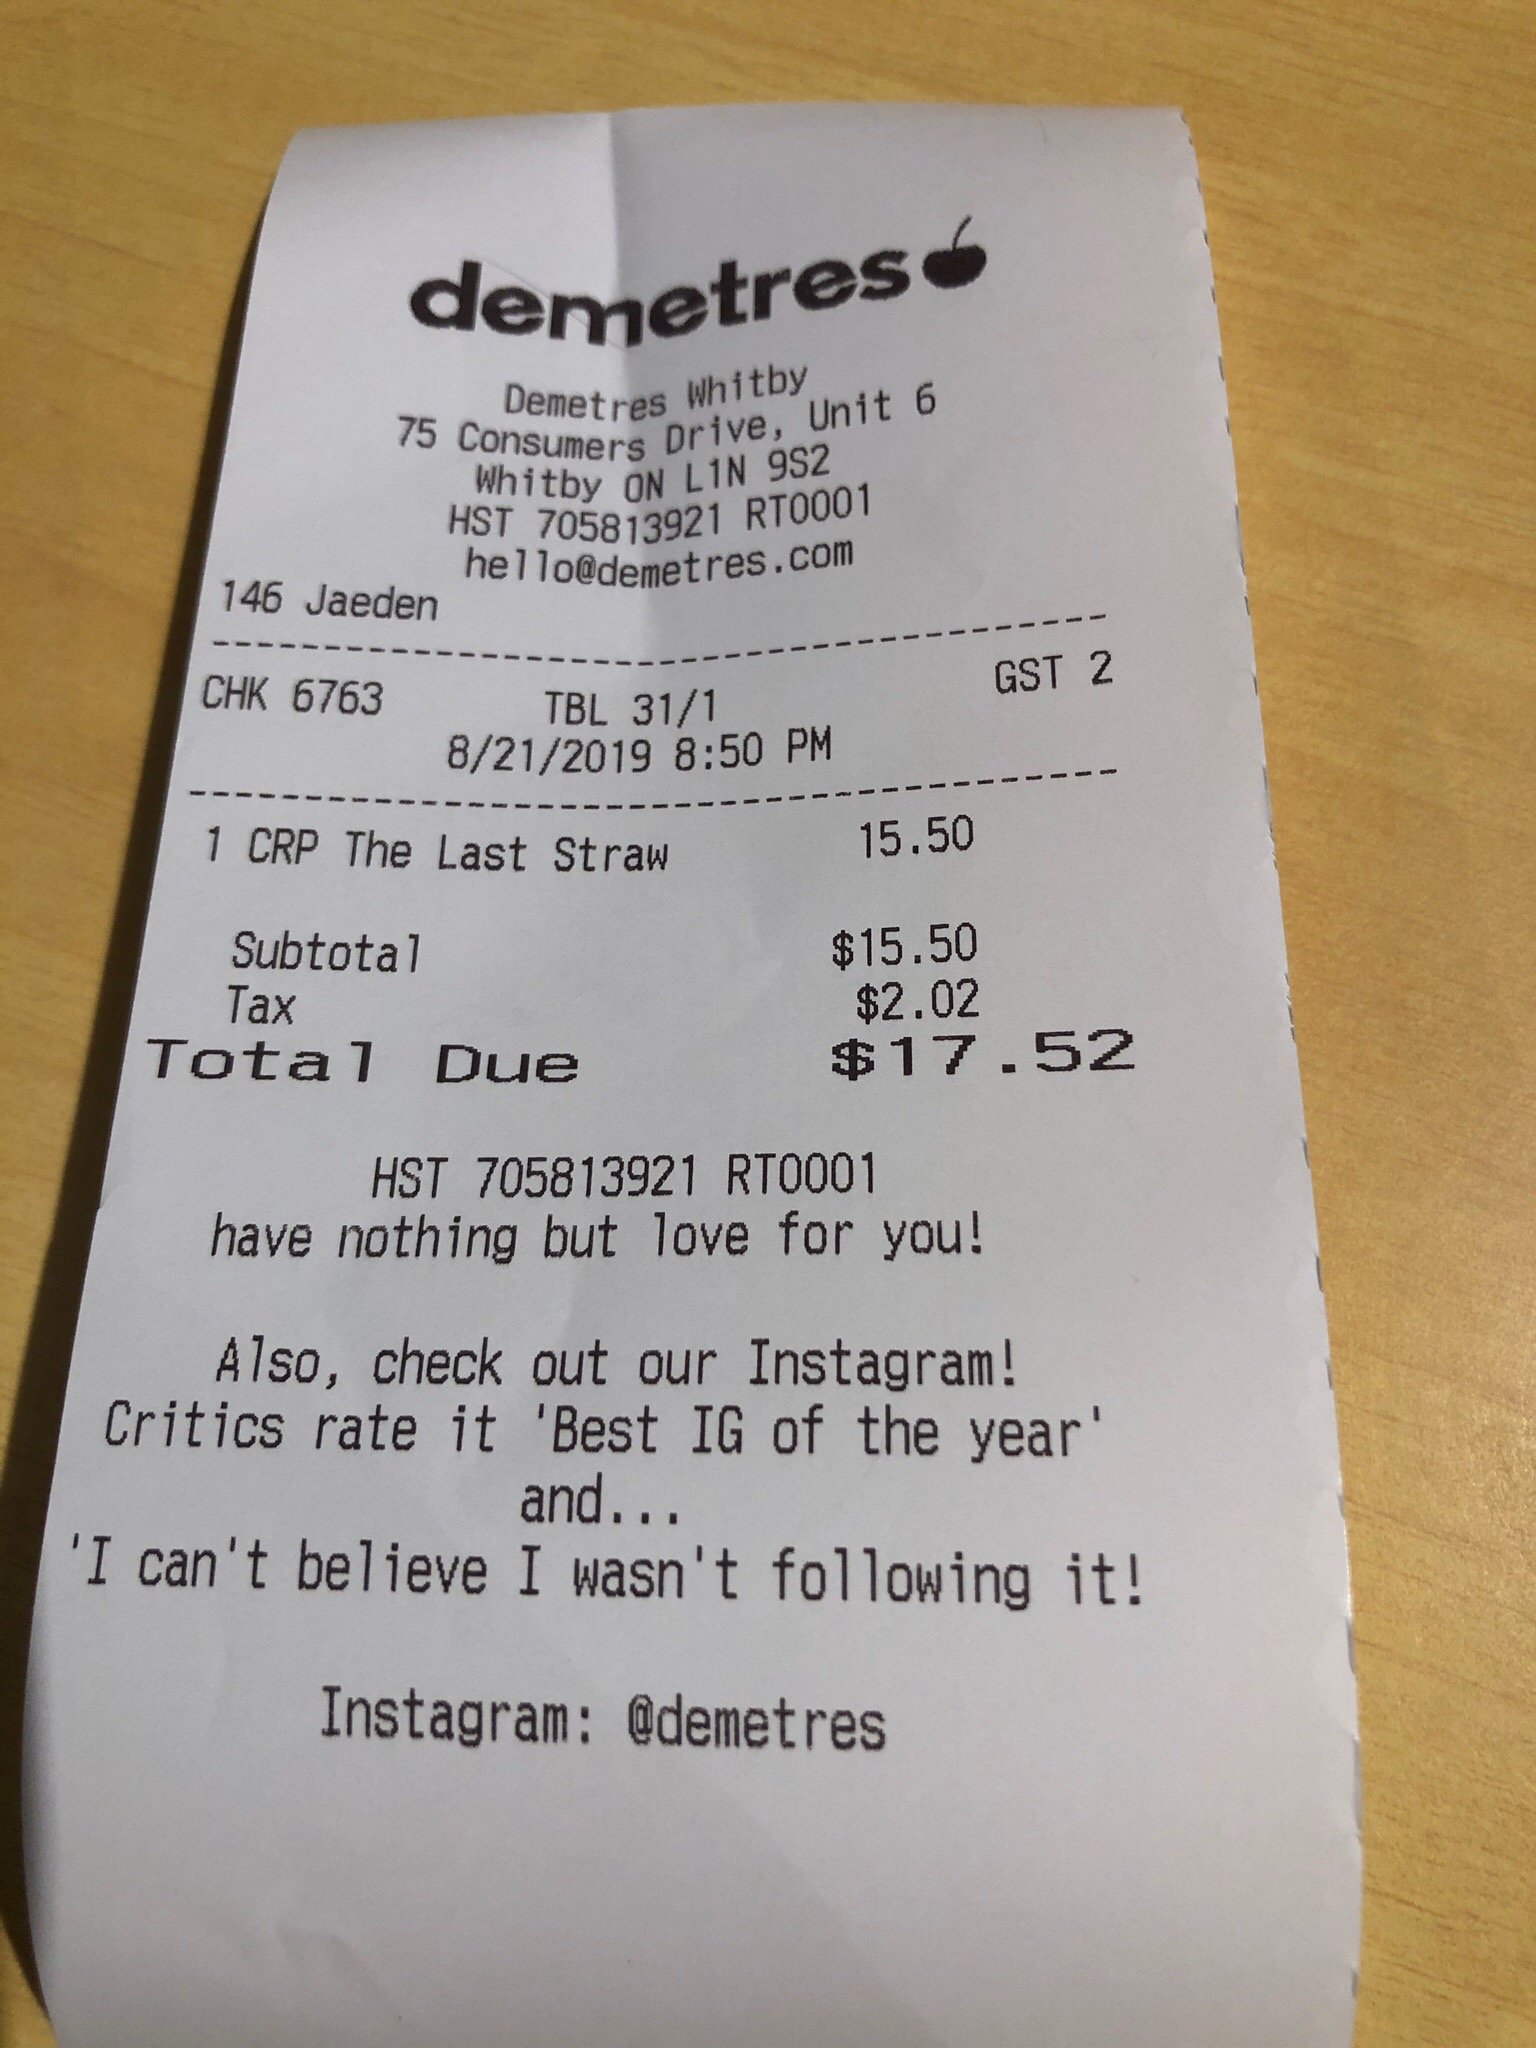 demetres
Demetres Whitby
75 Consumers Drive, Unit 6
Whitby ON L1N 9S2
HST 705813921 RT0001
hello@demetres.com
146 Jaeden
----------------------------------------
CHK 6763 TBL 31/1 GST 2
8/21/2019 8:50 PM
----------------------------------------
1 CRP The Last Straw 15.50
Subtotal $15.50
Tax $2.02
Total Due $17.52
HST 705813921 RT0001
have nothing but love for you!
Also, check out our Instagram!
Critics rate it 'Best IG of the year'
and...
'I can't believe I wasn't following it!
Instagram: @demetres